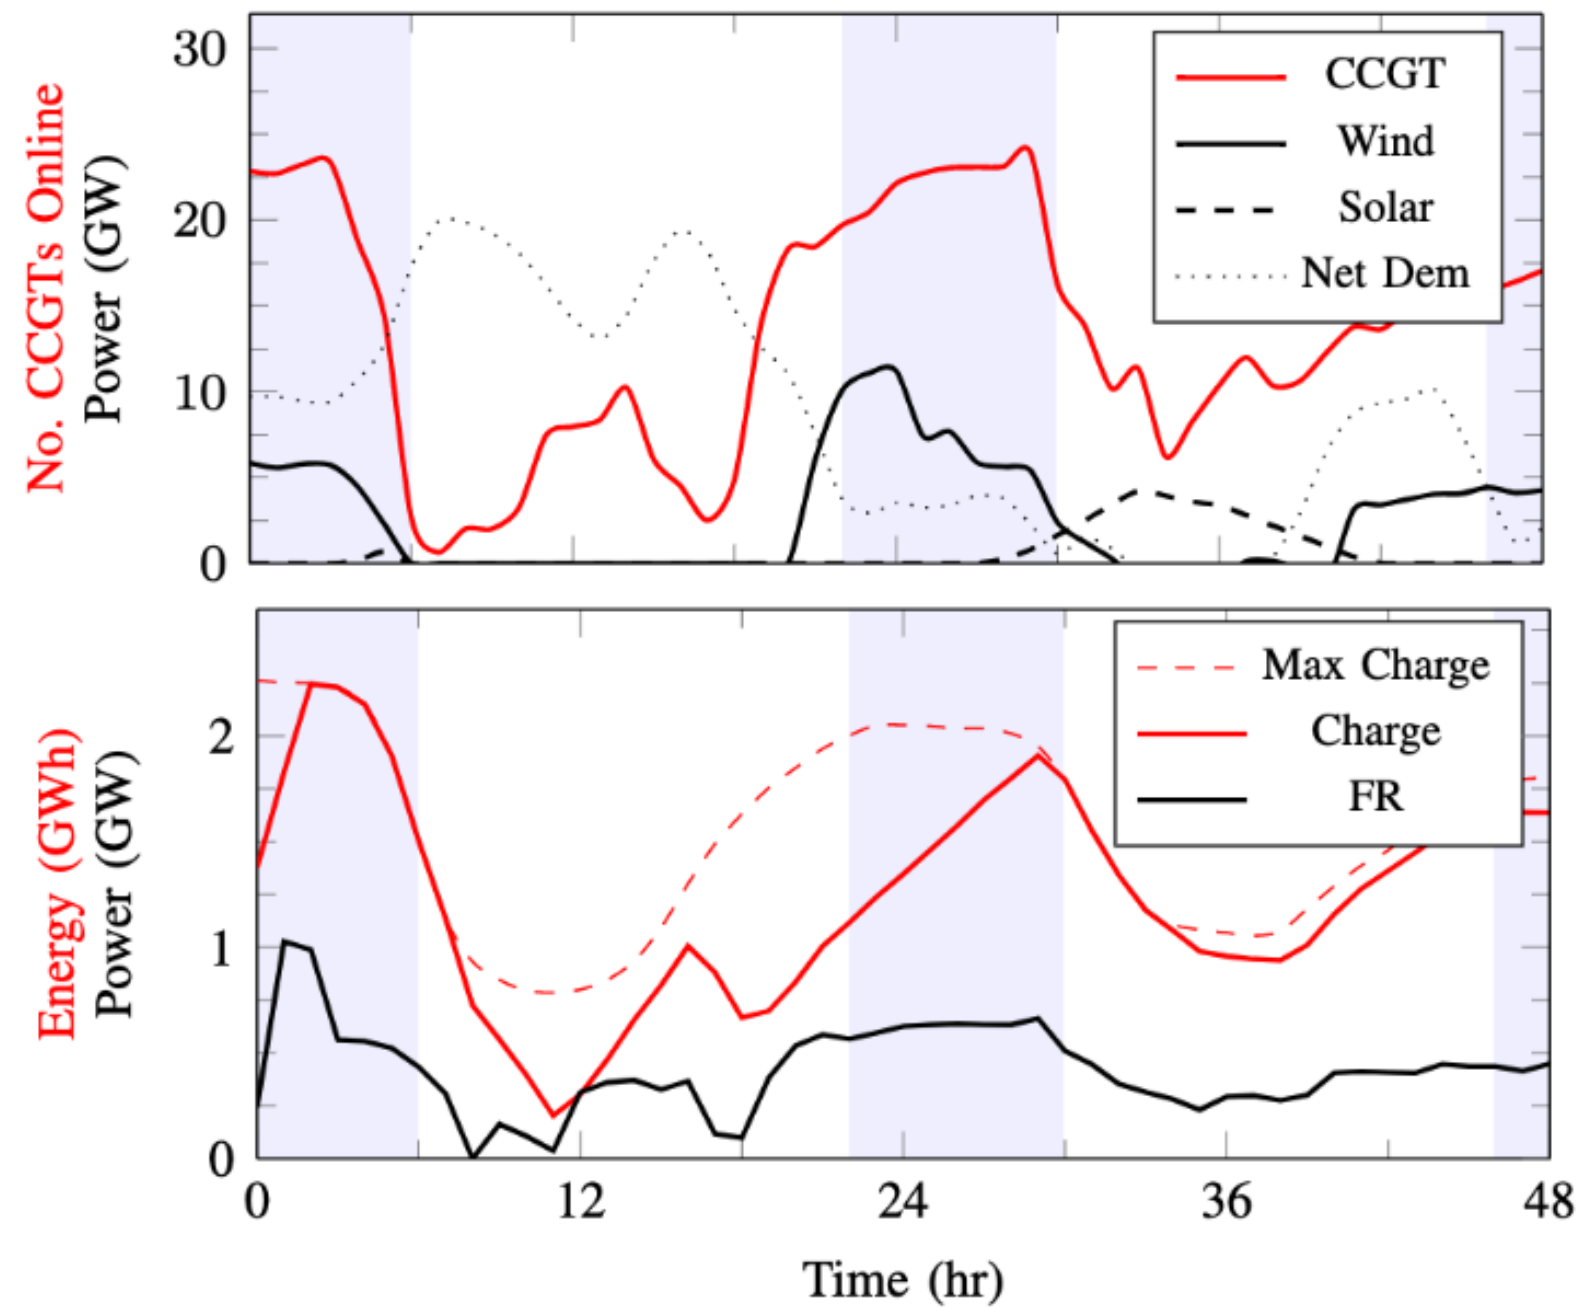 No. CCGTs Online
Power (GW)
30
20
10
0
CCGT
Wind
Solar
Net Dem
Energy (GWh)
Power (GW)
2
1
0
Max Charge
Charge
FR
0 12 24 36 48
Time (hr)